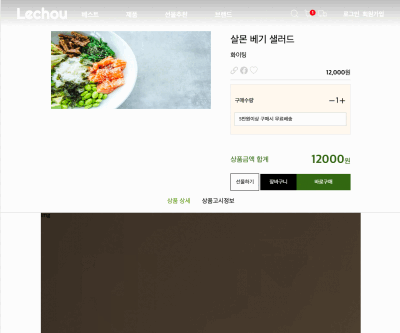 Lechou 베스트 제품 선물추천 브랜드 로그인 회원가입
살몬 베기 샐러드
화이팅
12,000원
구매수량 −1+
5만원이상 구매시 무료배송
상품금액 합계 12000원
선물하기 장바구니 바로구매
상품 상세 상품고시정보